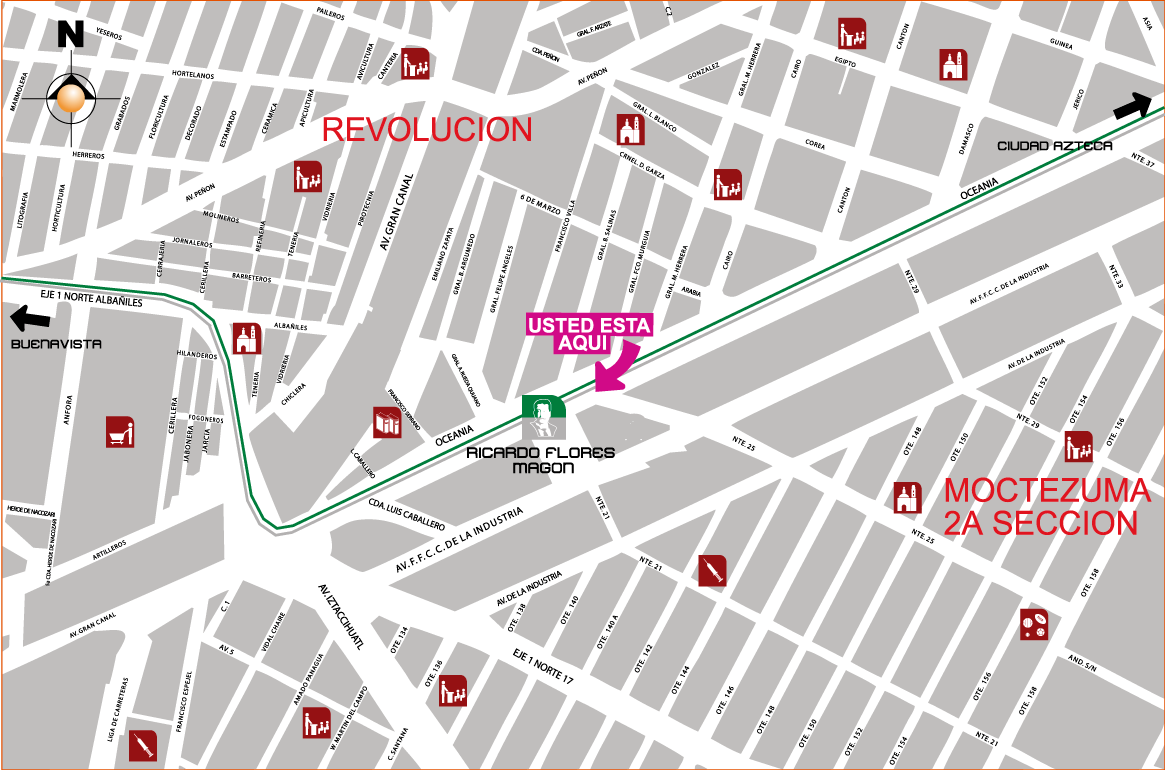 N
YESEROS
PAILEROS
GRAL. F. ARZATE
C.2
ASIA
CANTON
GUINEA
CDA. PEÑON
AVICULTURA
CANTERIA
GRAL. M. HERRERA
CAIRO
EGIPTO
HORTELANOS
AV. PEÑON
GONZALEZ
MARMOLERA
GRABADOS
FLORICULTURA
DECORADO
ESTAMPADO
CERAMICA
APICULTURA
JERICO
GRAL. L. BLANCO
REVOLUCION
DAMASCO
COREA
CIUDAD AZTECA
HERREROS
CRNEL. D. GARZA
NTE. 37
AV. PEÑON
OCEANIA
LITOGRAFIA
HORTICULTURA
VIDRIERIA
PIROTECNIA
AV. GRAN CANAL
6 DE MARZO
CANTON
MOLINEROS
REFINERIA
TENERIA
FRANCISCO VILLA
GRAL. B. SALINAS
GRAL. FCO. MURGUIA
GRAL. M. HERRERA
CAIRO
JORNALEROS
CERRAJERIA
CERILLERA
BARRETEROS
EMILIANO ZAPATA
GRAL. B. ARGUMEDO
GRAL. FELIPE ANGELES
ARABIA
NTE. 29
AV. F. F. C. C. DE LA INDUSTRIA
NTE. 33
EJE 1 NORTE ALBAÑILES
USTED ESTA
AQUI
ALBAÑILES
BUENAVISTA
HILANDEROS
AV. DE LA INDUSTRIA
TENERIA
VIDRIERIA
CHICLERA
GRAL. A. RUEDA QUIJANO
FRANCISCO SERRANO
ANFORA
CERILLERA
FOGONEROS
JABONERA
JARCIA
OTE. 152
OTE. 154
OTE. 156
NTE. 29
OCEANIA
OTE. 148
OTE. 150
NTE. 25
RICARDO FLORES
MAGON
L. CABALLERO
MOCTEZUMA
2A SECCION
HEROE DE NACOZARI
1a CDA. HEROE DE NACOZARI
CDA. LUIS CABALLERO
NTE. 21
AV. F. F. C. C. DE LA INDUSTRIA
NTE. 25
ARTILLEROS
NTE. 21
AV. DE LA INDUSTRIA
OTE. 158
AV. GRAN CANAL
C. 1
AV. IZTACCIHUATL
OTE. 138
OTE. 140
OTE. 140 A
VIDAL CHAIRE
OTE. 134
OTE. 136
OTE. 142
OTE. 144
OTE. 146
AV. 5
EJE 1 NORTE 17
AND. S/N
AMADO PANIAGUA
OTE. 156
OTE. 158
LIGA DE CARRETERAS
FRANCISCO ESPEJEL
W. MARTIN DEL CAMPO
C. SANTANA
OTE. 148
OTE. 150
OTE. 152
OTE. 154
NTE. 21